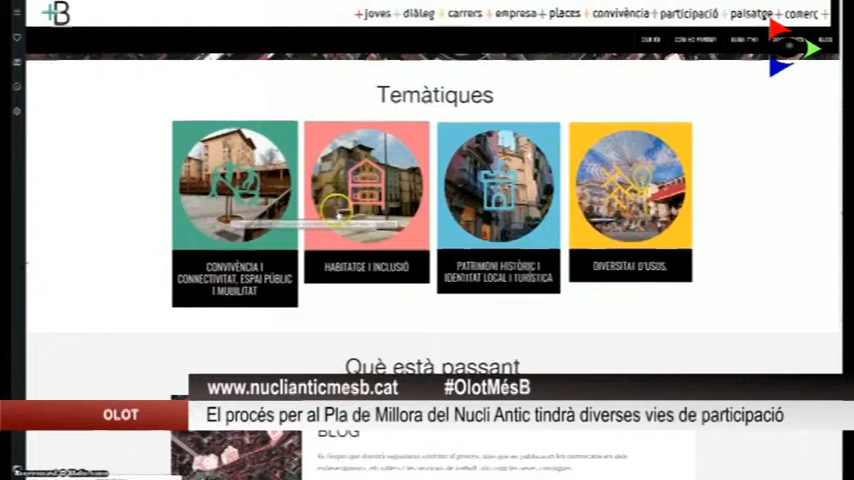 +B
+joves +diàleg +carrers +empresa +places +convivència +participació +paisatge +comerç +
BLOG
Temàtiques
CONVIVÈNCIA I
CONNECTIVITAT, ESPAI PÚBLIC
I MOBILITAT
HABITATGE I INCLUSIÓ
PATRIMONI HISTÒRIC I
IDENTITAT LOCAL I TURÍSTICA
DIVERSITAT D'USOS.
Què està passant
www.nuclianticmesb.cat #OlotMésB
OLOT El procés per al Pla de Millora del Nucli Antic tindrà diverses vies de participació
BLOG